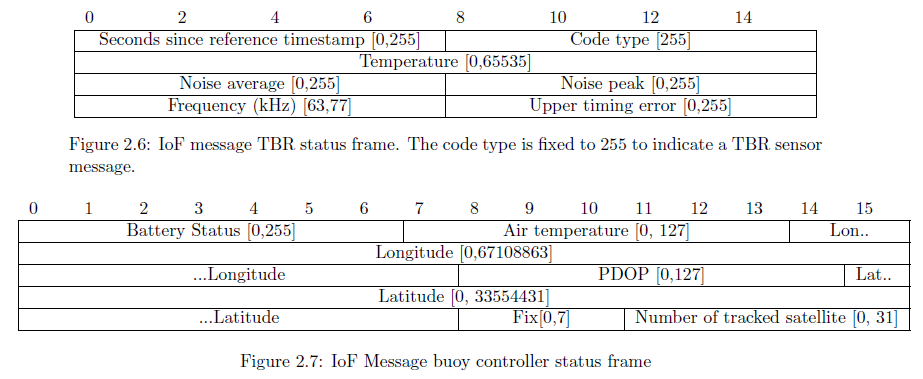 0 2 4 6 8 10 12 14
Seconds since reference timestamp [0,255] Code type [255]
Temperature [0,65535]
Noise average [0,255] Noise peak [0,255]
Frequency (kHz) [63,77] Upper timing error [0,255]
Figure 2.6: IoF message TBR status frame. The code type is fixed to 255 to indicate a TBR sensor
message.
0 1 2 3 4 5 6 7 8 9 10 11 12 13 14 15
Battery Status [0,255] Air temperature [0, 127] Lon..
Longitude [0,67108863]
...Longitude PDOP [0,127] Lat..
Latitude [0, 33554431]
...Latitude Fix[0,7] Number of tracked satellite [0, 31]
Figure 2.7: IoF Message buoy controller status frame